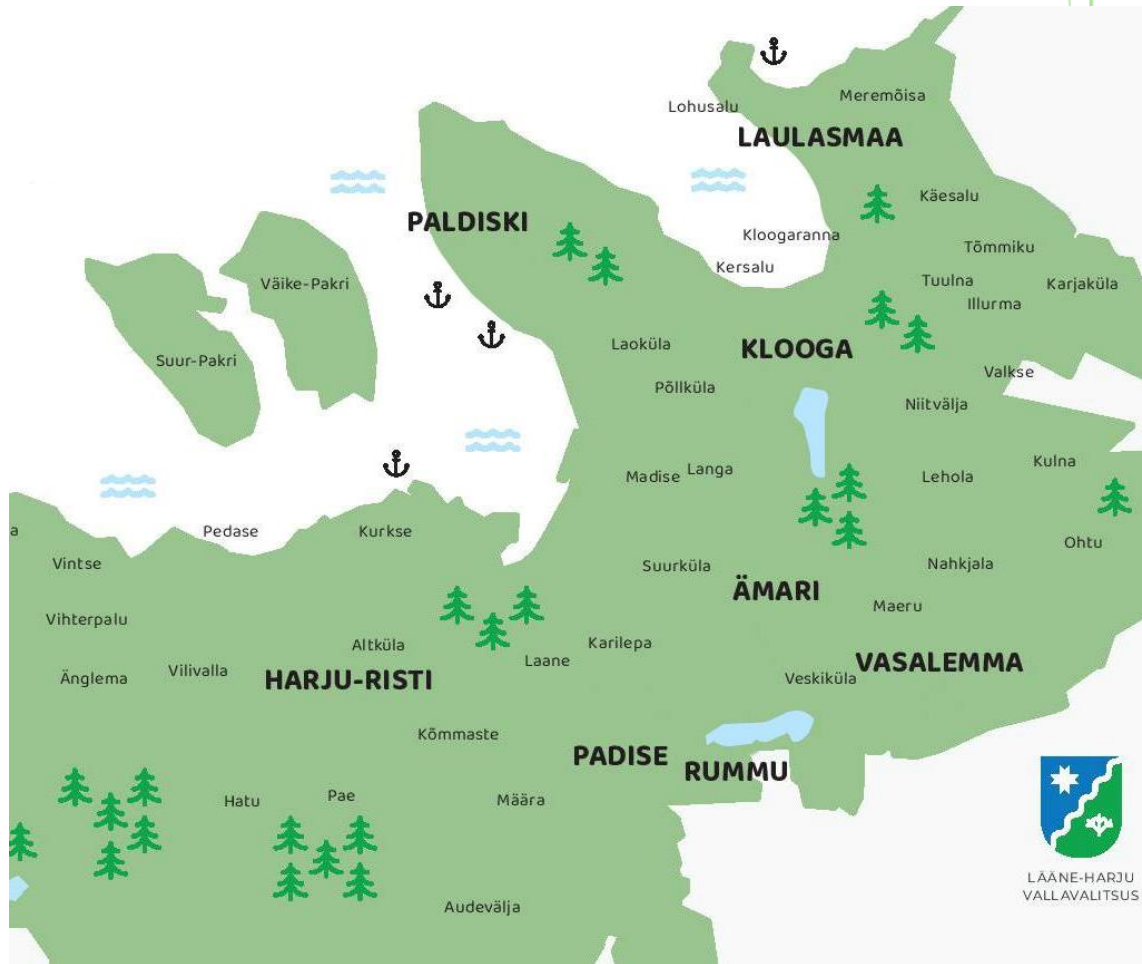 Meremõisa
Lohusalu
LAULASMAA
Käesalu
PALDISKI
Kloogaranna
Tõmmiku
Kersalu
Väike-Pakri
Tuulna
Karjaküla
Illurma
Laoküla
KLOOGA
Suur-Pakri
Valkse
Põllküla
Niitvälja
Kulna
Madise
Langa
Lehola
a
Pedase
Kurkse
Ohtu
Vintse
Suurküla
Nahkjala
ÄMARI
Maeru
Vihterpalu
Altküla
Karilepa
Laane
VASALEMMA
Vilivalla
Änglema
HARJU-RISTI
Veskiküla
Kõmmaste
PADISE
RUMMU
Hatu
Pae
Määra
LÄÄNE-HARJU
VALLAVALITSUS
Audevälja